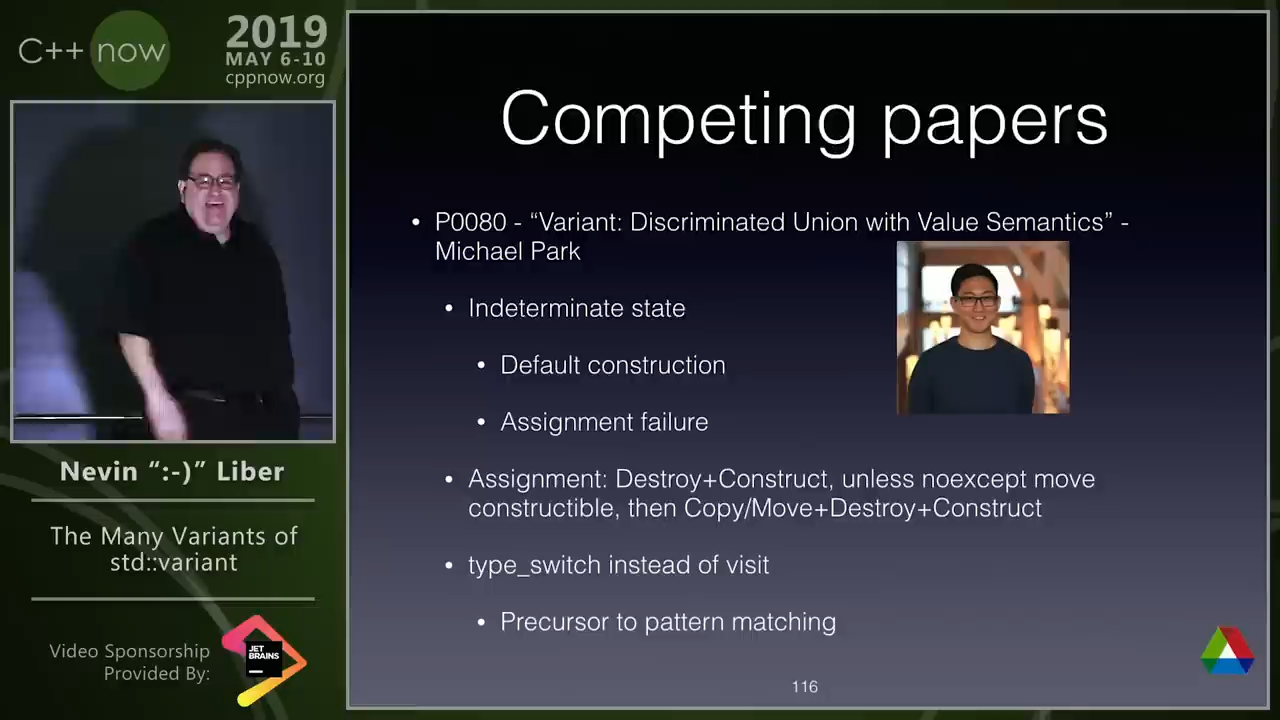 C++ now
2019
MAY 6-10
cppnow.org
Nevin “:-)” Liber
The Many Variants of
std::variant
Video Sponsorship
Provided By:
JET
BRAINS
Competing papers
• P0080 - “Variant: Discriminated Union with Value Semantics” -
Michael Park
• Indeterminate state
• Default construction
• Assignment failure
• Assignment: Destroy+Construct, unless noexcept move
constructible, then Copy/Move+Destroy+Construct
• type_switch instead of visit
• Precursor to pattern matching
116